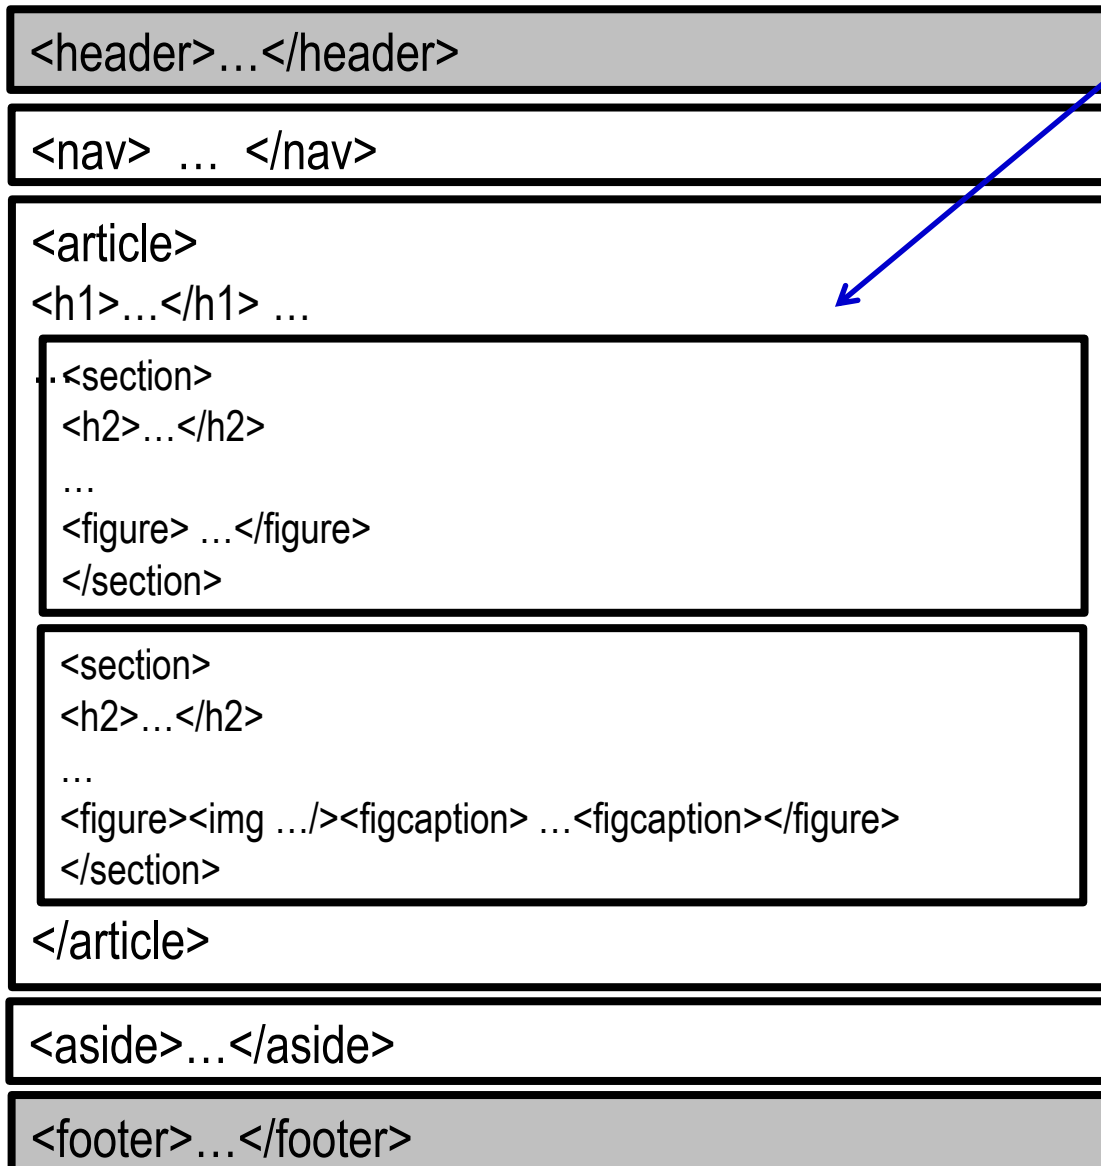 <header>…</header>
<nav> … </nav>
<article>
<h1>…</h1> …
…
<section>
<h2>…</h2>
…
<figure> …</figure>
</section>
<section>
<h2>…</h2>
…
<figure><img …/><figcaption> …<figcaption></figure>
</section>
</article>
<aside>…</aside>
<footer>…</footer>